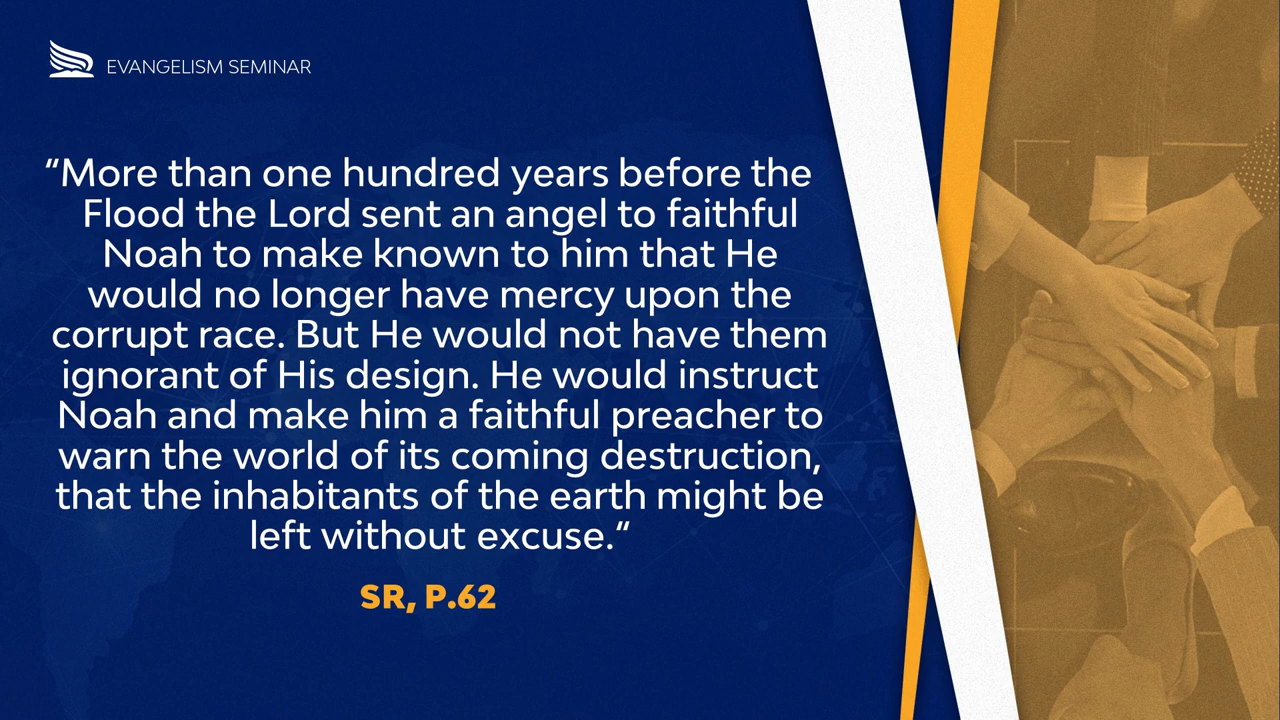 EVANGELISM SEMINAR
“More than one hundred years before the
Flood the Lord sent an angel to faithful
Noah to make known to him that He
would no longer have mercy upon the
corrupt race. But He would not have them
ignorant of His design. He would instruct
Noah and make him a faithful preacher to
warn the world of its coming destruction,
that the inhabitants of the earth might be
left without excuse.“
SR, P.62